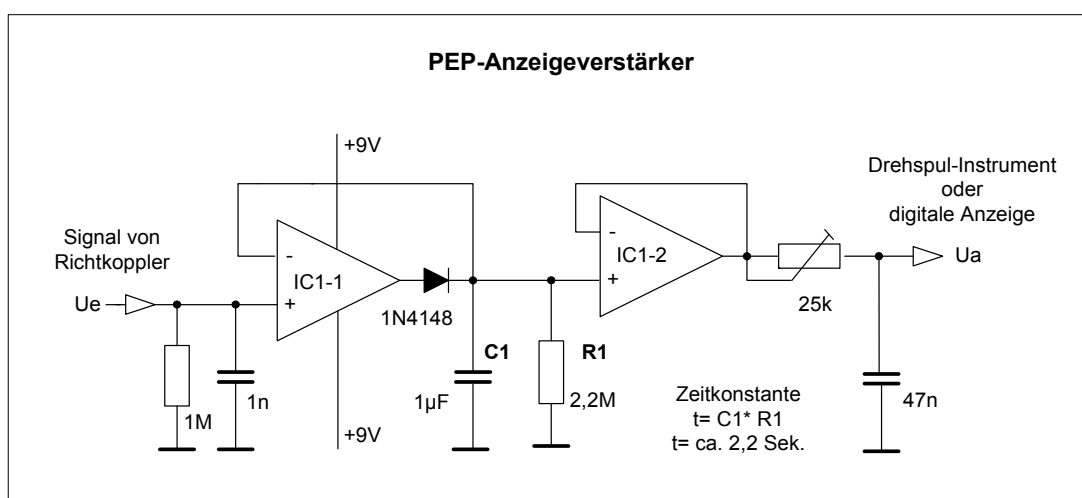 PEP-Anzeigeverstärker
+9V
Drehspul-Instrument
oder
digitale Anzeige
Signal von
Richtkoppler
-
IC1-1
+
-
IC1-2
+
Ue
Ua
1N4148
25k
C1
R1
1M
1n
1µF
2,2M
47n
Zeitkonstante
t= C1* R1
t= ca. 2,2 Sek.
+9V